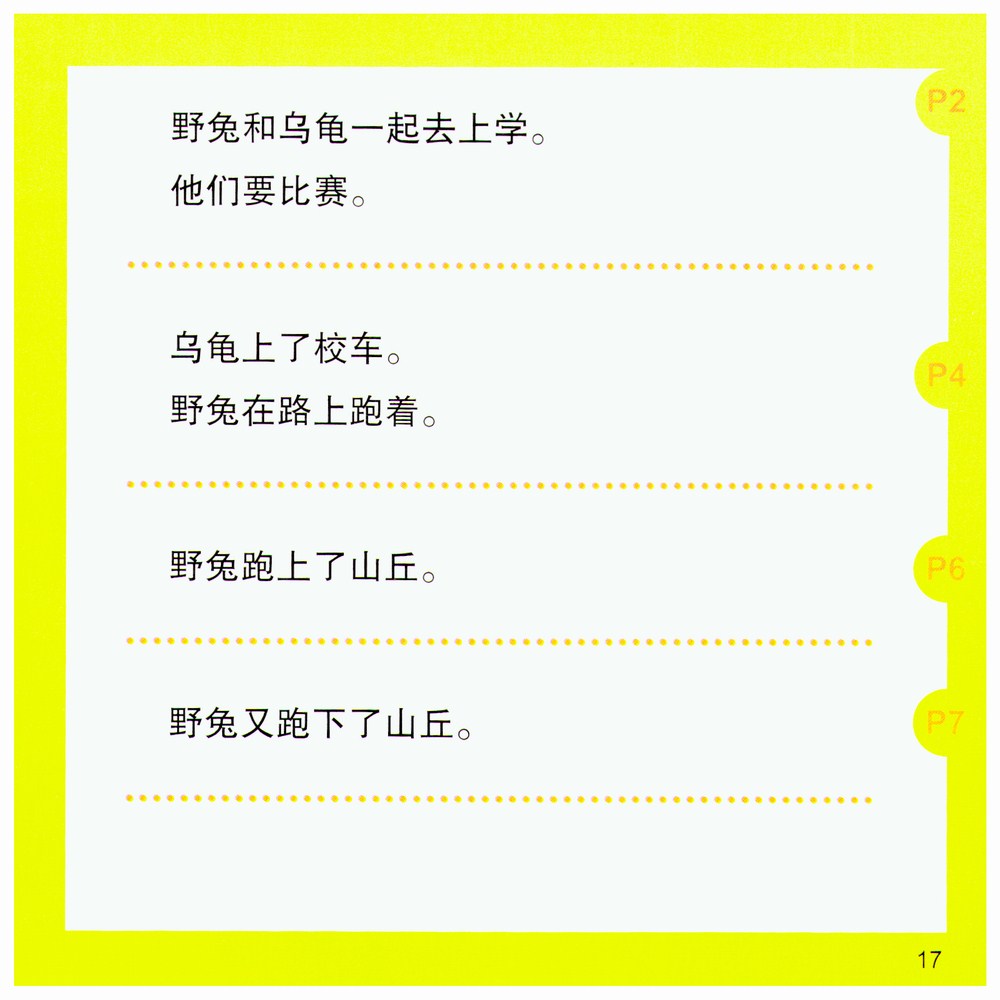 野兔和乌龟一起去上学。
P2
他们要比赛。
乌龟上了校车。
P4
野兔在路上跑着。
野兔跑上了山丘。
P6
野兔又跑下了山丘。
P7
17